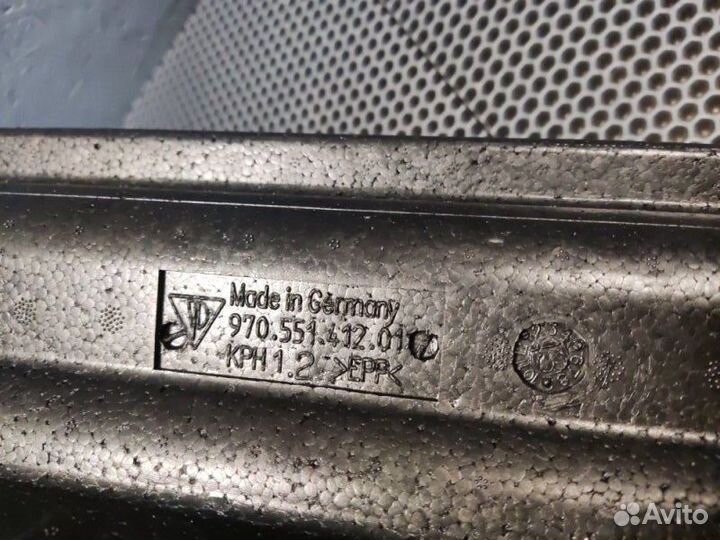 Made in Germany
970.551.412.01
KPH 1.2 >EPP<
Avito